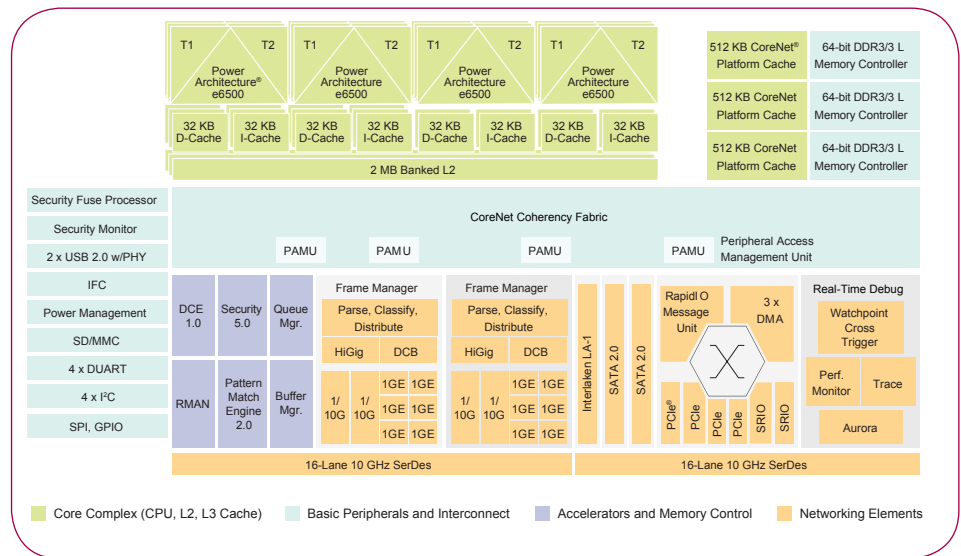 T1 T2
Power
Architecture®
e6500
T1 T2
Power
Architecture
e6500
T1 T2
Power
Architecture
e6500
T1 T2
Power
Architecture
e6500
32 KB
D-Cache
32 KB
I-Cache
32 KB
D-Cache
32 KB
I-Cache
32 KB
D-Cache
32 KB
I-Cache
32 KB
D-Cache
32 KB
I-Cache
2 MB Banked L2
512 KB CoreNet®
Platform Cache
64-bit DDR3/3 L
Memory Controller
512 KB CoreNet
Platform Cache
64-bit DDR3/3 L
Memory Controller
512 KB CoreNet
Platform Cache
64-bit DDR3/3 L
Memory Controller
Security Fuse Processor
Security Monitor
2 x USB 2.0 w/PHY
IFC
Power Management
SD/MMC
4 x DUART
4 x I²C
SPI, GPIO
CoreNet Coherency Fabric
PAMU
PAMU
PAMU
PAMU
Peripheral Access
Management Unit
DCE
1.0
Security
5.0
Queue
Mgr.
RMAN
Pattern
Match
Engine
2.0
Buffer
Mgr.
Frame Manager
Parse, Classify,
Distribute
HiGig
DCB
1/
10G
1/
10G
1GE 1GE
1GE 1GE
1GE 1GE
Frame Manager
Parse, Classify,
Distribute
HiGig
DCB
1/
10G
1/
10G
1GE 1GE
1GE 1GE
1GE 1GE
Interlaken LA-1
SATA 2.0
SATA 2.0
RapidI O
Message
Unit
3 x
DMA
PCIe®
PCIe
PCIe
PCIe
SRIO
SRIO
Real-Time Debug
Watchpoint
Cross
Trigger
Perf.
Monitor
Trace
Aurora
16-Lane 10 GHz SerDes
16-Lane 10 GHz SerDes
Core Complex (CPU, L2, L3 Cache)
Basic Peripherals and Interconnect
Accelerators and Memory Control
Networking Elements